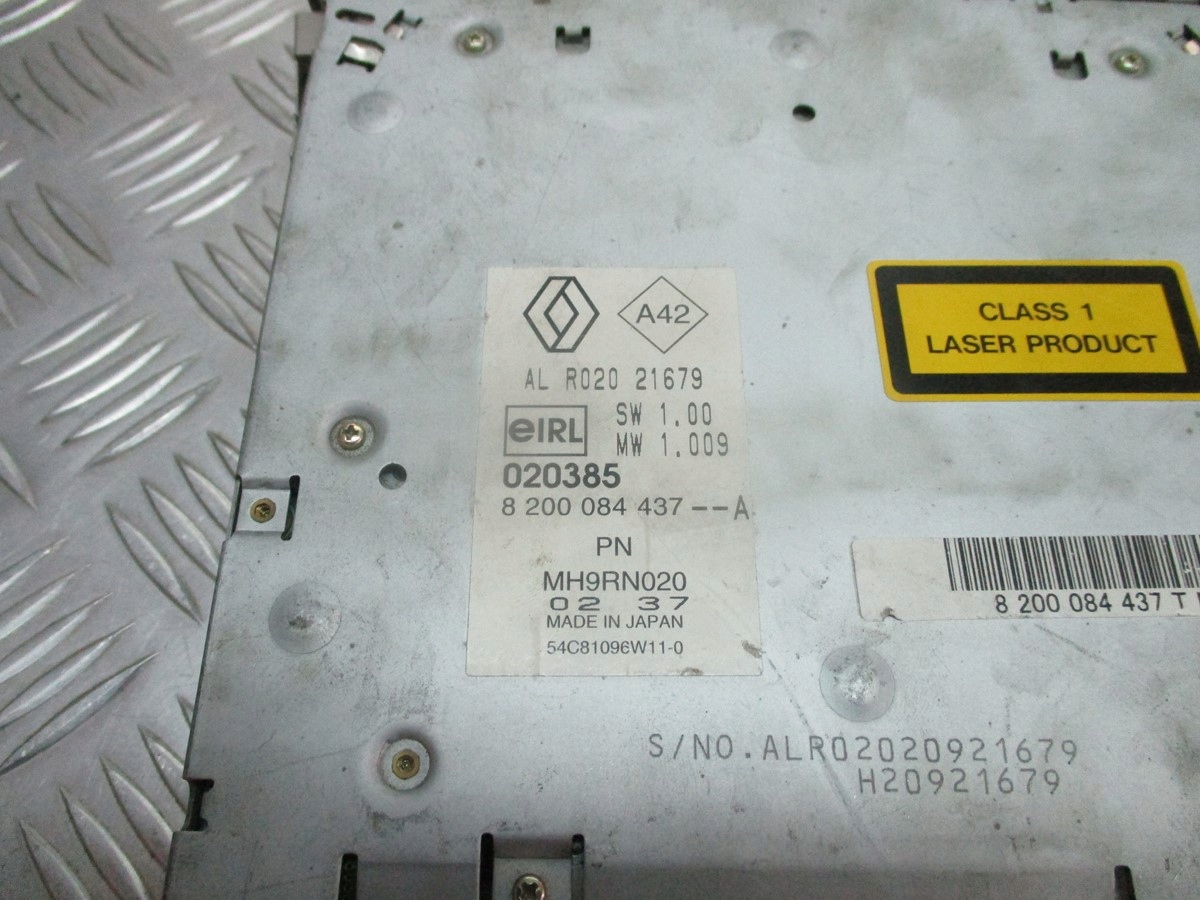 A42
AL R020 21679
eIRL
SW 1.00
MW 1.009
020385
8 200 084 437 --A
PN
MH9RN020
02 37
MADE IN JAPAN
54C81096W11-0
CLASS 1
LASER PRODUCT
8 200 084 437 T
S/NO.ALR02020921679
H20921679